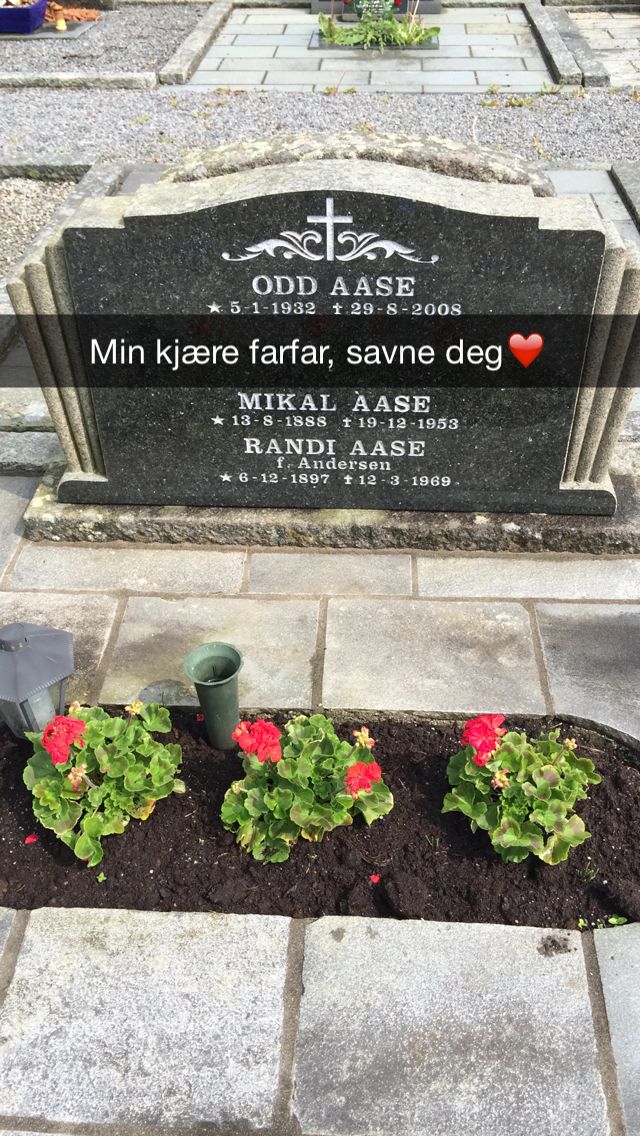 ODD AASE
★ 5-1-1932 ✝ 29-8-2008
Min kjære farfar, savne deg❤️
MIKAL AASE
★ 13-8-1888 ✝ 19-12-1953
RANDI AASE
f. Andersen
★ 6-12-1897 ✝ 12-3-1969